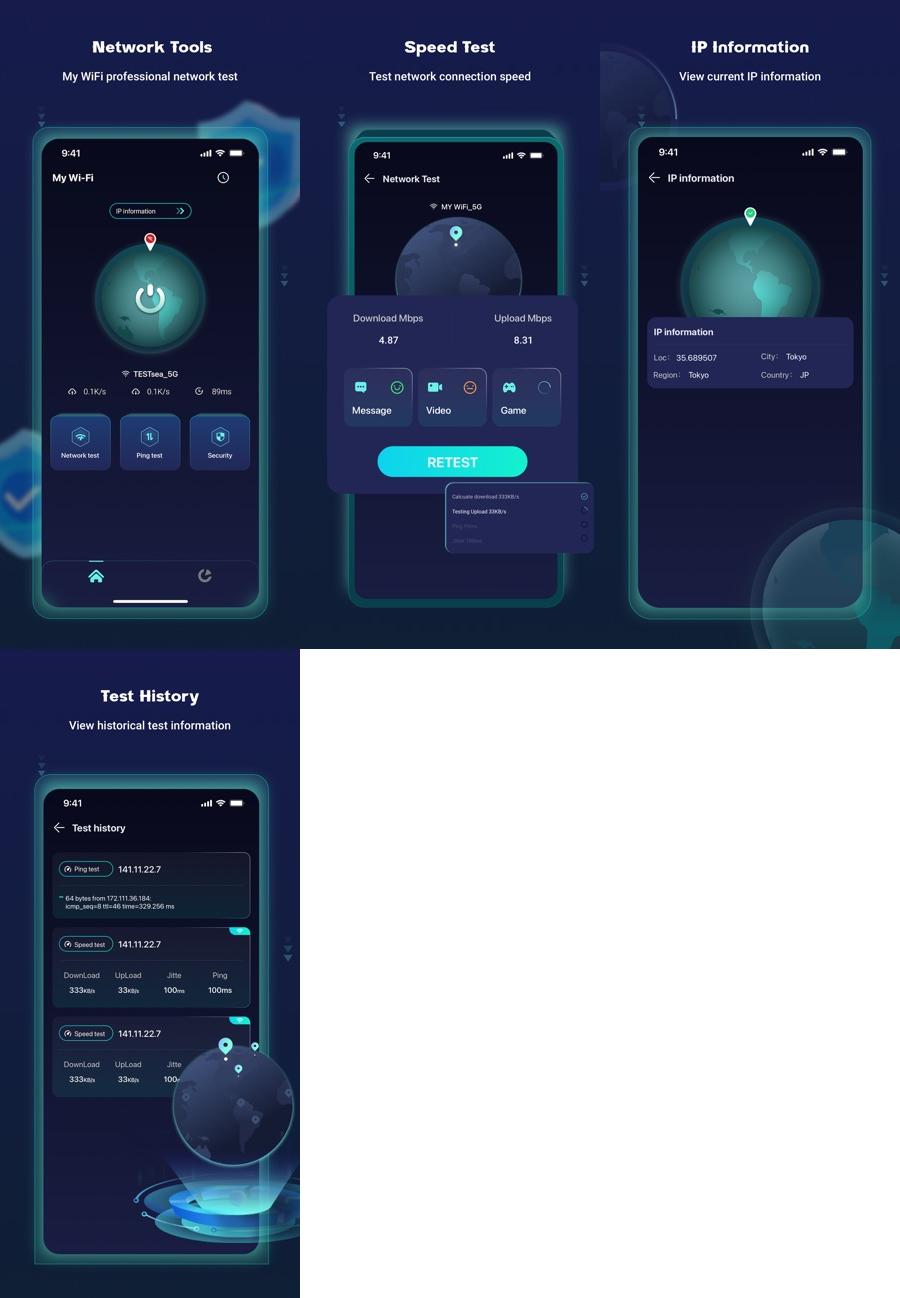 Network Tools
My WiFi professional network test
9:41
My Wi-Fi
IP information
TESTsea_5G
0.1K/s 0.1K/s 89ms
Network test Ping test Security
Speed Test
Test network connection speed
9:41
Network Test
MY WiFi_5G
Download Mbps Upload Mbps
4.87 8.31
Message Video Game
RETEST
Calcuate download 333KB/s
Testing Upload 33KB/s
IP Information
View current IP information
9:41
IP information
IP information
Loc: 35.689507 City: Tokyo
Region: Tokyo Country: JP
Test History
View historical test information
9:41
Test history
Ping test 141.11.22.7
64 bytes from 172.111.36.184:
icmp_seq=8 ttl=46 time=329.256 ms
Speed test 141.11.22.7
DownLoad UpLoad Jitte Ping
333KB/s 33KB/s 100ms 100ms
Speed test 141.11.22.7
DownLoad UpLoad Jitte
333KB/s 33KB/s 100